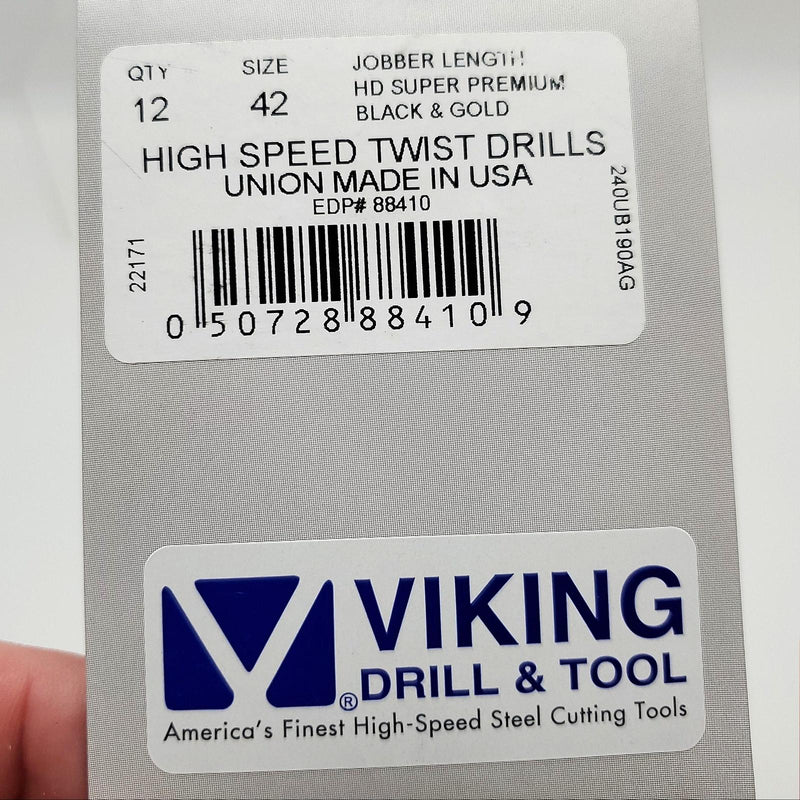 QTY SIZE JOBBER LENGTH
12 42 HD SUPER PREMIUM
BLACK & GOLD
HIGH SPEED TWIST DRILLS
UNION MADE IN USA
EDP# 88410
22171
240UB190AG
0 50728 88410 9
VIKING
DRILL & TOOL
®
America's Finest High-Speed Steel Cutting Tools